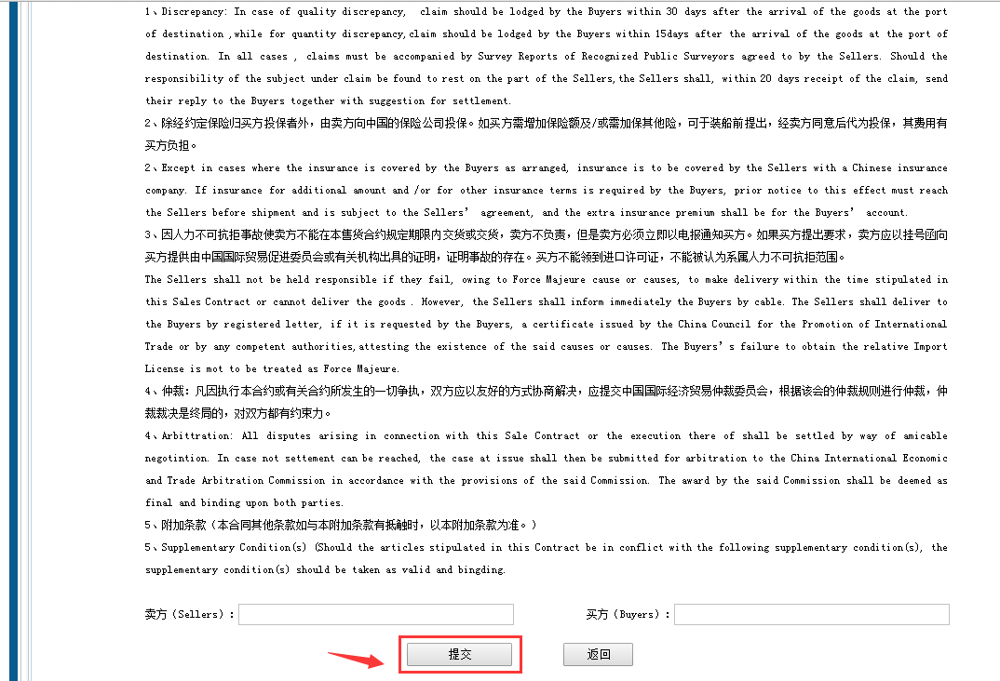 1、Discrepancy: In case of quality discrepancy, claim should be lodged by the Buyers within 30 days after the arrival of the goods at the port
of destination ,while for quantity discrepancy,claim should be lodged by the Buyers within 15days after the arrival of the goods at the port of
destination. In all cases , claims must be accompanied by Survey Reports of Recognized Public Surveyors agreed to by the Sellers. Should the
responsibility of the subject under claim be found to rest on the part of the Sellers,the Sellers shall, within 20 days receipt of the claim, send
their reply to the Buyers together with suggestion for settlement.
2、除经约定保险归买方投保者外，由卖方向中国的保险公司投保。如买方需增加保险额及/或需加保其他险，可于装船前提出，经卖方同意后代为投保，其费用有
买方负担。
2、Except in cases where the insurance is covered by the Buyers as arranged, insurance is to be covered by the Sellers with a Chinese insurance
company. If insurance for additional amount and /or for other insurance terms is required by the Buyers, prior notice to this effect must reach
the Sellers before shipment and is subject to the Sellers’ agreement, and the extra insurance premium shall be for the Buyers’ account.
3、因人力不可抗拒事故使卖方不能在本售货合约规定期限内交货或交货，卖方不负责，但是卖方必须立即以电报通知买方。如果买方提出要求，卖方应以挂号函向
买方提供由中国国际贸易促进委员会或有关机构出具的证明，证明事故的存在。买方不能领到进口许可证，不能被认为系属人力不可抗拒范围。
The Sellers shall not be held responsible if they fail, owing to Force Majeure cause or causes, to make delivery within the time stipulated in
this Sales Contract or cannot deliver the goods . However, the Sellers shall inform immediately the Buyers by cable. The Sellers shall deliver to
the Buyers by registered letter, if it is requested by the Buyers, a certificate issued by the China Council for the Promotion of International
Trade or by any competent authorities,attesting the existence of the said causes or causes. The Buyers’s failure to obtain the relative Import
License is mot to be treated as Force Majeure.
4、仲裁：凡因执行本合约或有关合约所发生的一切争执，双方应以友好的方式协商解决，应提交中国国际经济贸易仲裁委员会，根据该会的仲裁规则进行仲裁，仲
裁裁决是终局的，对双方都有约束力。
4、Arbittration: All disputes arising in connection with this Sale Contract or the execution there of shall be settled by way of amicable
negotintion. In case not settement can be reached, the case at issue shall then be submitted for arbitration to the China International Economic
and Trade Arbitration Commission in accordance with the provisions of the said Commission. The award by the said Commission shall be deemed as
final and binding upon both parties.
5、附加条款（本合同其他条款如与本附加条款有抵触时，以本附加条款为准。）
5、Supplementary Condition(s) (Should the articles stipulated in this Contract be in conflict with the following supplementary condition(s), the
supplementary condition(s) should be taken as valid and bingding.
卖方（Sellers）： 买方（Buyers）：
提交 返回